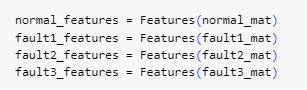 normal_features = Features(normal_mat)
fault1_features = Features(fault1_mat)
fault2_features = Features(fault2_mat)
fault3_features = Features(fault3_mat)